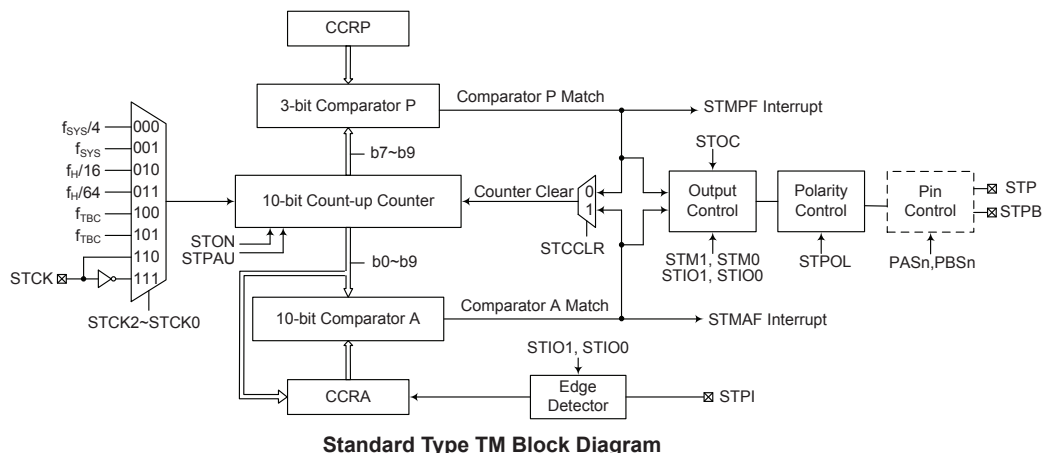 CCRP
3-bit Comparator P
Comparator P Match
STMPF Interrupt
fSYS/4
000
fSYS
001
fH/16
010
fH/64
011
fTBC
100
fTBC
101
110
111
STCK
STCK2~STCK0
b7~b9
10-bit Count-up Counter
STON
STPAU
Counter Clear
0
1
STCCLR
STOC
Output
Control
STM1, STM0
STIO1, STIO0
Polarity
Control
STPOL
Pin
Control
PASn,PBSn
STP
STPB
b0~b9
10-bit Comparator A
Comparator A Match
STMAF Interrupt
CCRA
STIO1, STIO0
Edge
Detector
STPI
Standard Type TM Block Diagram